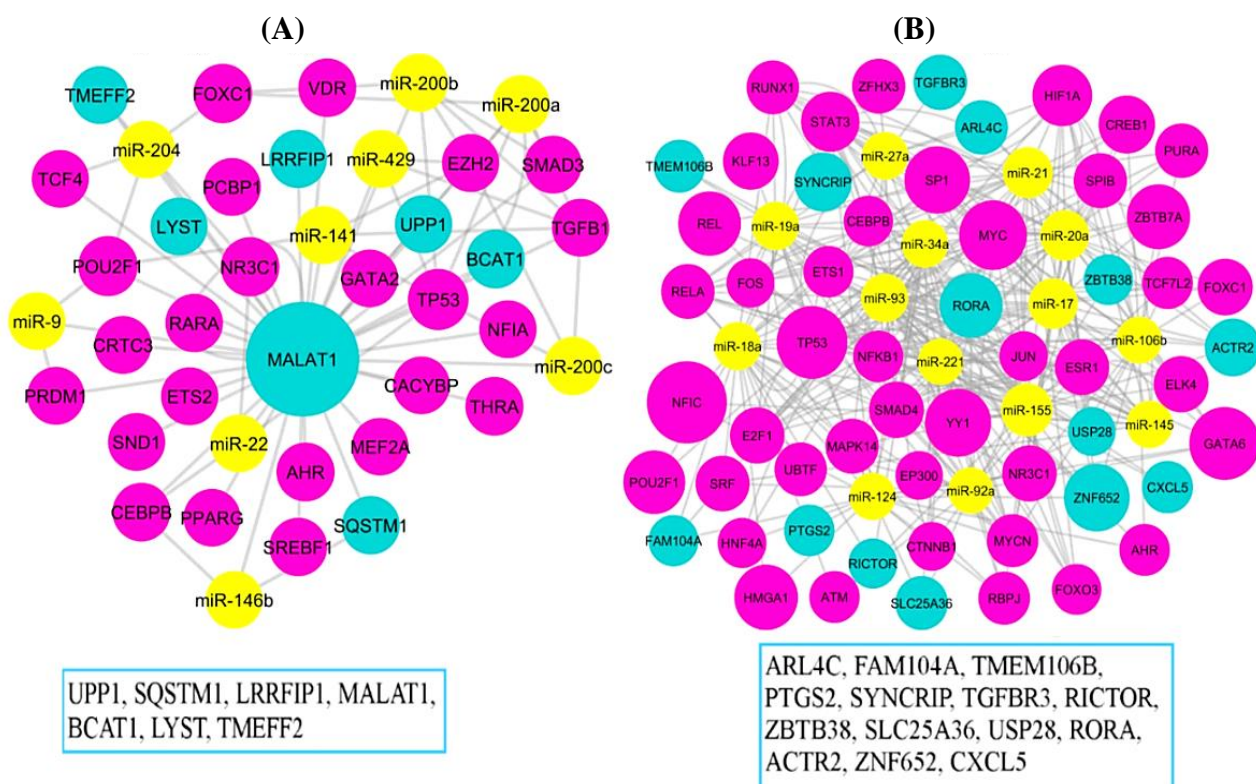 (A)
(B)
TMEFF2
FOXC1
VDR
miR-200b
miR-200a
miR-204
LRRFIP1
miR-429
EZH2
SMAD3
TCF4
PCBP1
LYST
miR-141
UPP1
TGFB1
POU2F1
NR3C1
GATA2
BCAT1
TP53
miR-9
RARA
NFIA
CRTC3
MALAT1
miR-200c
PRDM1
ETS2
CACYBP
THRA
SND1
miR-22
MEF2A
AHR
CEBPB
PPARG
SQSTM1
SREBF1
miR-146b
UPP1, SQSTM1, LRRFIP1, MALAT1,
BCAT1, LYST, TMEFF2
RUNX1
ZFHX3
TGFBR3
HIF1A
STAT3
ARL4C
CREB1
KLF13
miR-27a
PURA
TMEM106B
SYNCRIP
SP1
miR-21
SPIB
REL
miR-19a
CEBPB
miR-34a
MYC
miR-20a
ZBTB7A
RELA
FOS
ETS1
ZBTB38
TCF7L2
FOXC1
miR-93
RORA
miR-17
miR-18a
TP53
NFKB1
miR-221
JUN
ESR1
miR-106b
ACTR2
ELK4
NFIC
SMAD4
YY1
miR-155
USP28
miR-145
GATA6
E2F1
MAPK14
UBTF
EP300
NR3C1
POU2F1
SRF
miR-124
miR-92a
ZNF652
CXCL5
FAM104A
HNF4A
PTGS2
RICTOR
CTNNB1
MYCN
AHR
HMGA1
ATM
SLC25A36
RBPJ
FOXO3
ARL4C, FAM104A, TMEM106B,
PTGS2, SYNCRIP, TGFBR3, RICTOR,
ZBTB38, SLC25A36, USP28, RORA,
ACTR2, ZNF652, CXCL5